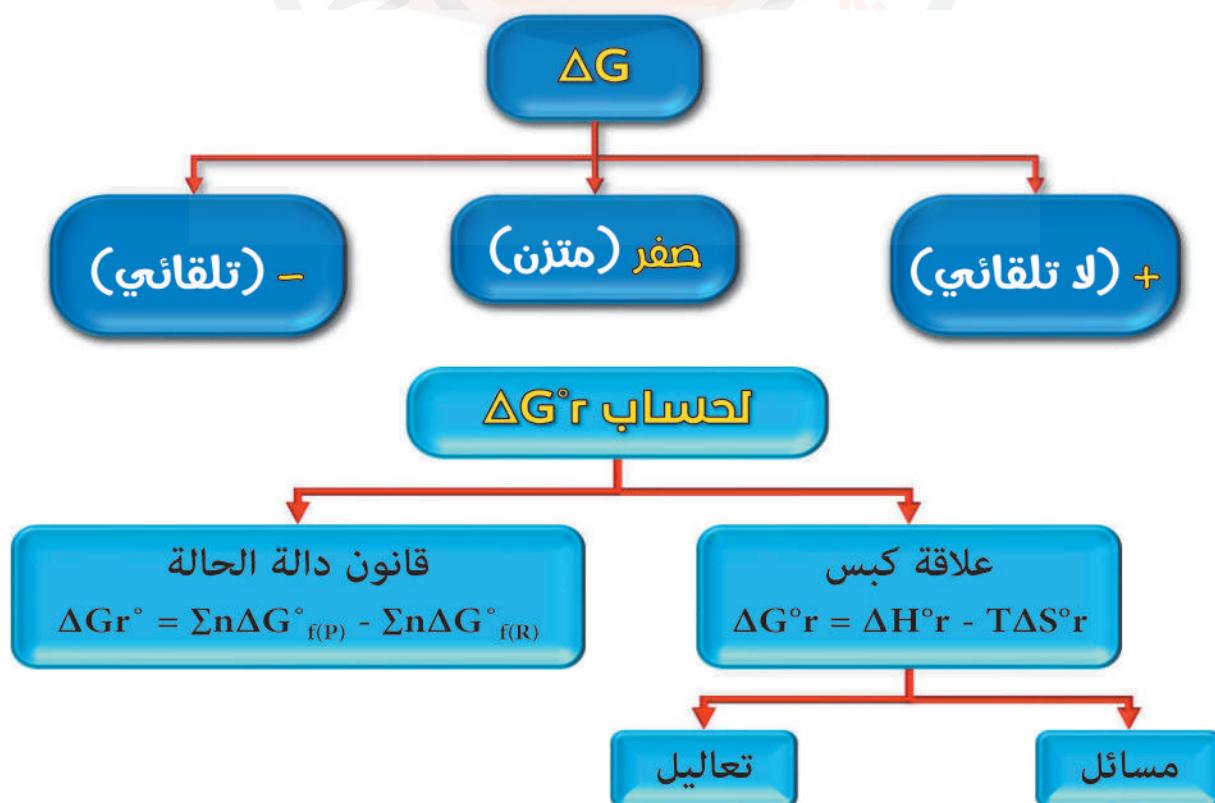 ΔG
+ (لا تلقائي)
صفر (متزن)
- (تلقائي)
لحساب ΔG°r
علاقة كبس
ΔG°r = ΔH°r - TΔS°r
قانون دالة الحالة
ΔGr° = ΣnΔG°f(P) - ΣnΔG°f(R)
مسائل
تعاليل